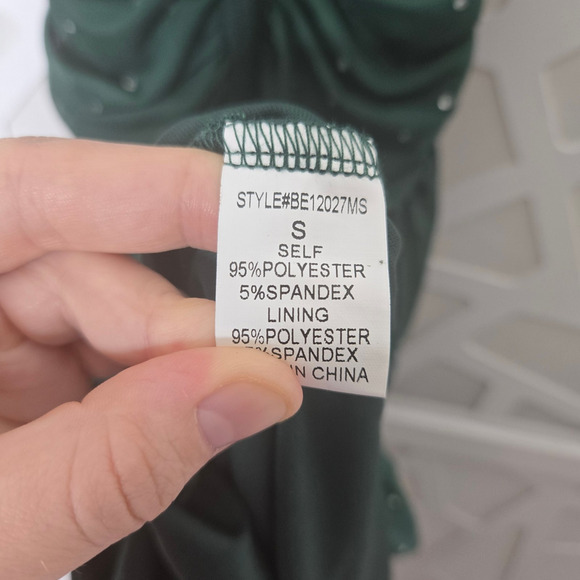 STYLE#BE12027MS
S
SELF
95%POLYESTER
5%SPANDEX
LINING
95%POLYESTER
%SPANDEX
IN CHINA